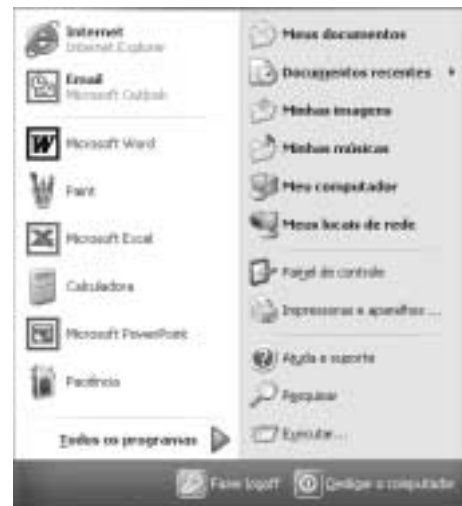 Internet
Internet Explorer
Email
Microsoft Outlook
Microsoft Word
Paint
Microsoft Excel
Calculadora
Microsoft PowerPoint
Paciência
Todos os programas
Meus documentos
Documentos recentes
Minhas imagens
Minhas músicas
Meu computador
Meus locais de rede
Painel de controle
Impressoras e aparelhos ...
Ajuda e suporte
Pesquisar
Executar...
Fazer logoff
Desligar o computador